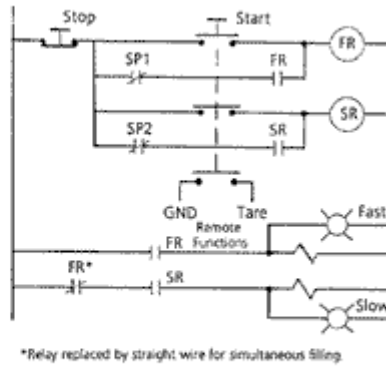 Stop Start
FR
SP1 FR
SR
SP2 SR
GND Tare
Remote
Functions
Fast
FR
FR* SR
Slow
*Relay replaced by straight wire for simultaneous filling.